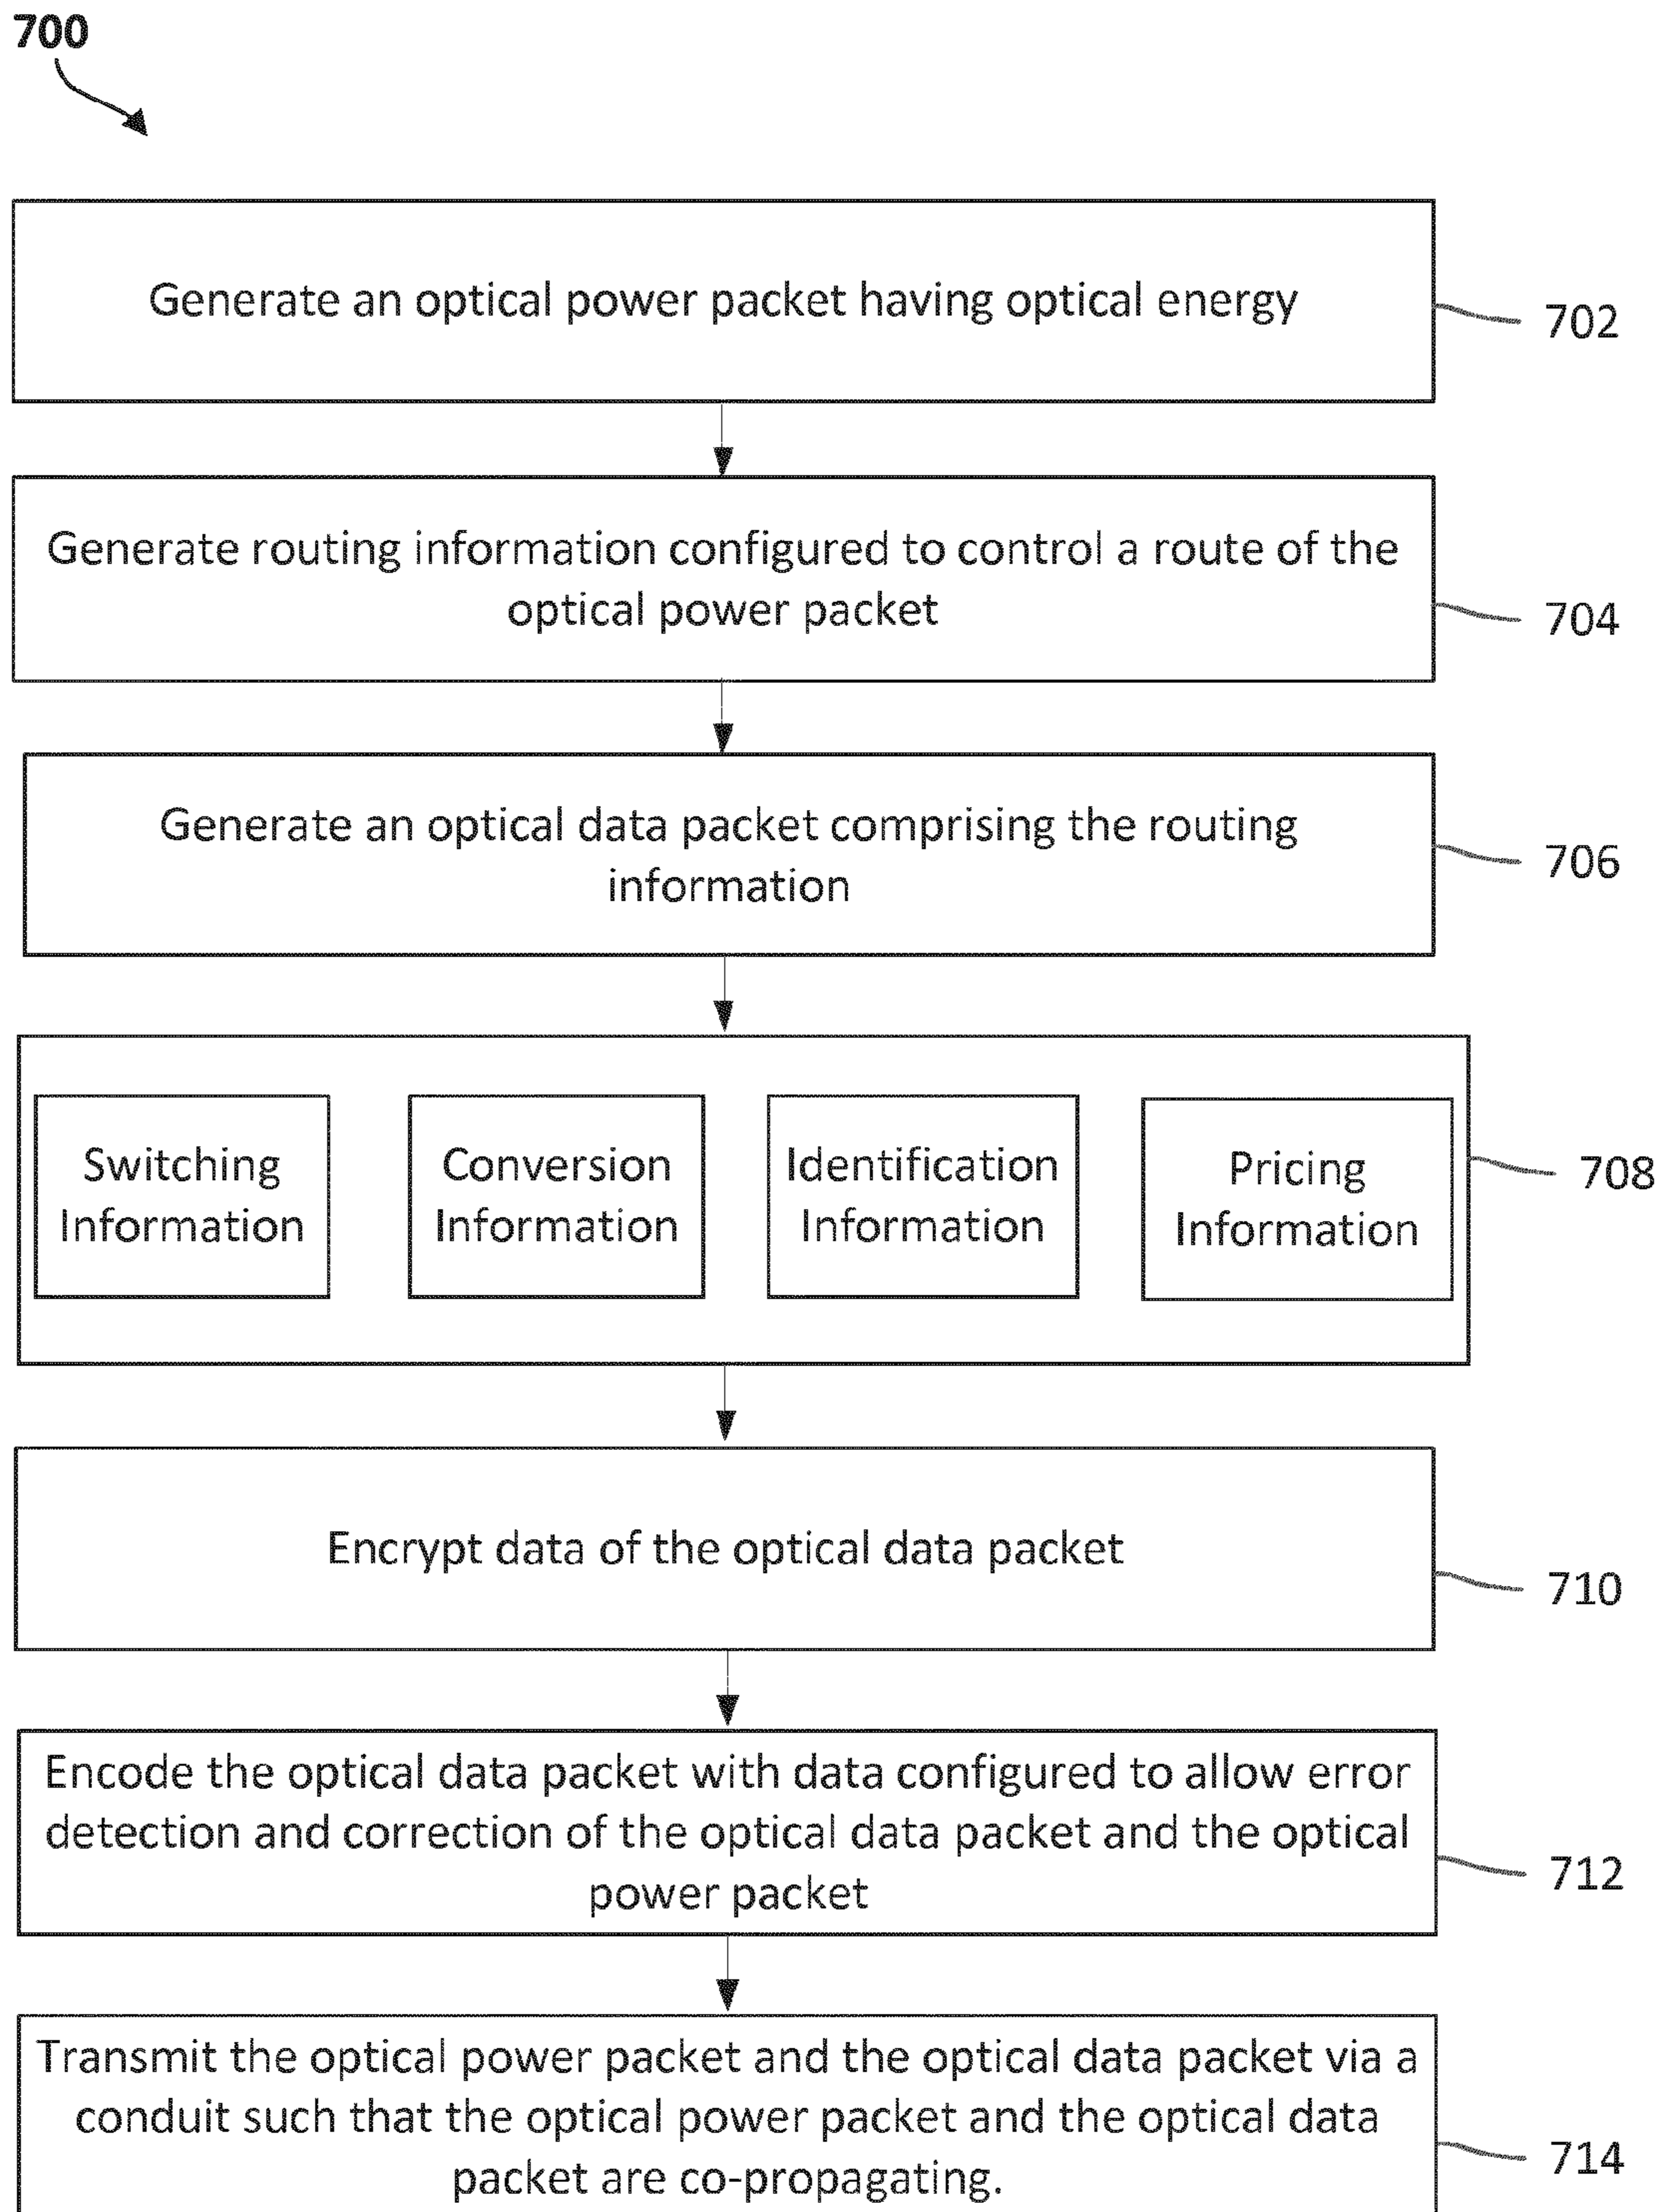 700
Generate an optical power packet having optical energy
702
Generate routing information configured to control a route of the
optical power packet
704
Generate an optical data packet comprising the routing
information
706
Switching
Information
Conversion
Information
Identification
Information
Pricing
Information
708
Encrypt data of the optical data packet
710
Encode the optical data packet with data configured to allow error
detection and correction of the optical data packet and the optical
power packet
712
Transmit the optical power packet and the optical data packet via a
conduit such that the optical power packet and the optical data
packet are co-propagating.
714